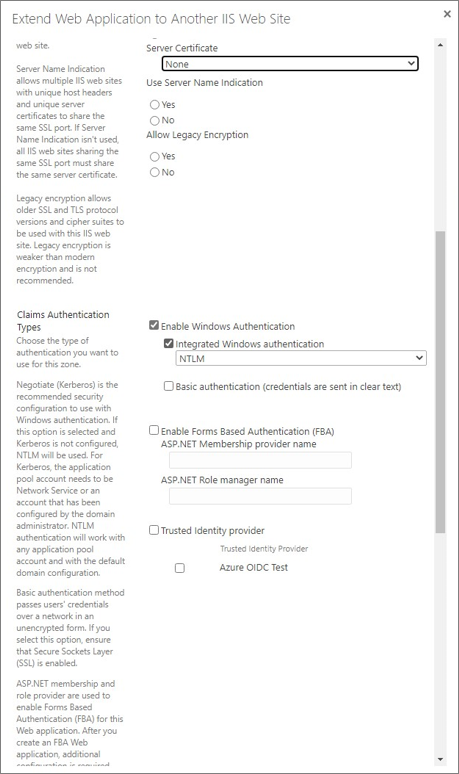 Extend Web Application to Another IIS Web Site
web site.
Server Name Indication
allows multiple IIS web sites
with unique host headers
and unique server
certificates to share the
same SSL port. If Server
Name Indication isn't used,
all IIS web sites sharing the
same SSL port must share
the same server certificate.
Legacy encryption allows
older SSL and TLS protocol
versions and cipher suites to
be used with this IIS web
site. Legacy encryption is
weaker than modern
encryption and is not
recommended.
Server Certificate
None
Use Server Name Indication
Yes
No
Allow Legacy Encryption
Yes
No
Claims Authentication
Types
Choose the type of
authentication you want to
use for this zone.
Negotiate (Kerberos) is the
recommended security
configuration to use with
Windows authentication. If
this option is selected and
Kerberos is not configured,
NTLM will be used. For
Kerberos, the application
pool account needs to be
Network Service or an
account that has been
configured by the domain
administrator. NTLM
authentication will work with
any application pool
account and with the default
domain configuration.
Basic authentication method
passes users' credentials
over a network in an
unencrypted form. If you
select this option, ensure
that Secure Sockets Layer
(SSL) is enabled.
ASP.NET membership and
role provider are used to
enable Forms Based
Authentication (FBA) for this
Web application. After you
create an FBA Web
application, additional
configuration is required
Enable Windows Authentication
Integrated Windows authentication
NTLM
Basic authentication (credentials are sent in clear text)
Enable Forms Based Authentication (FBA)
ASP.NET Membership provider name
ASP.NET Role manager name
Trusted Identity provider
Trusted Identity Provider
Azure OIDC Test